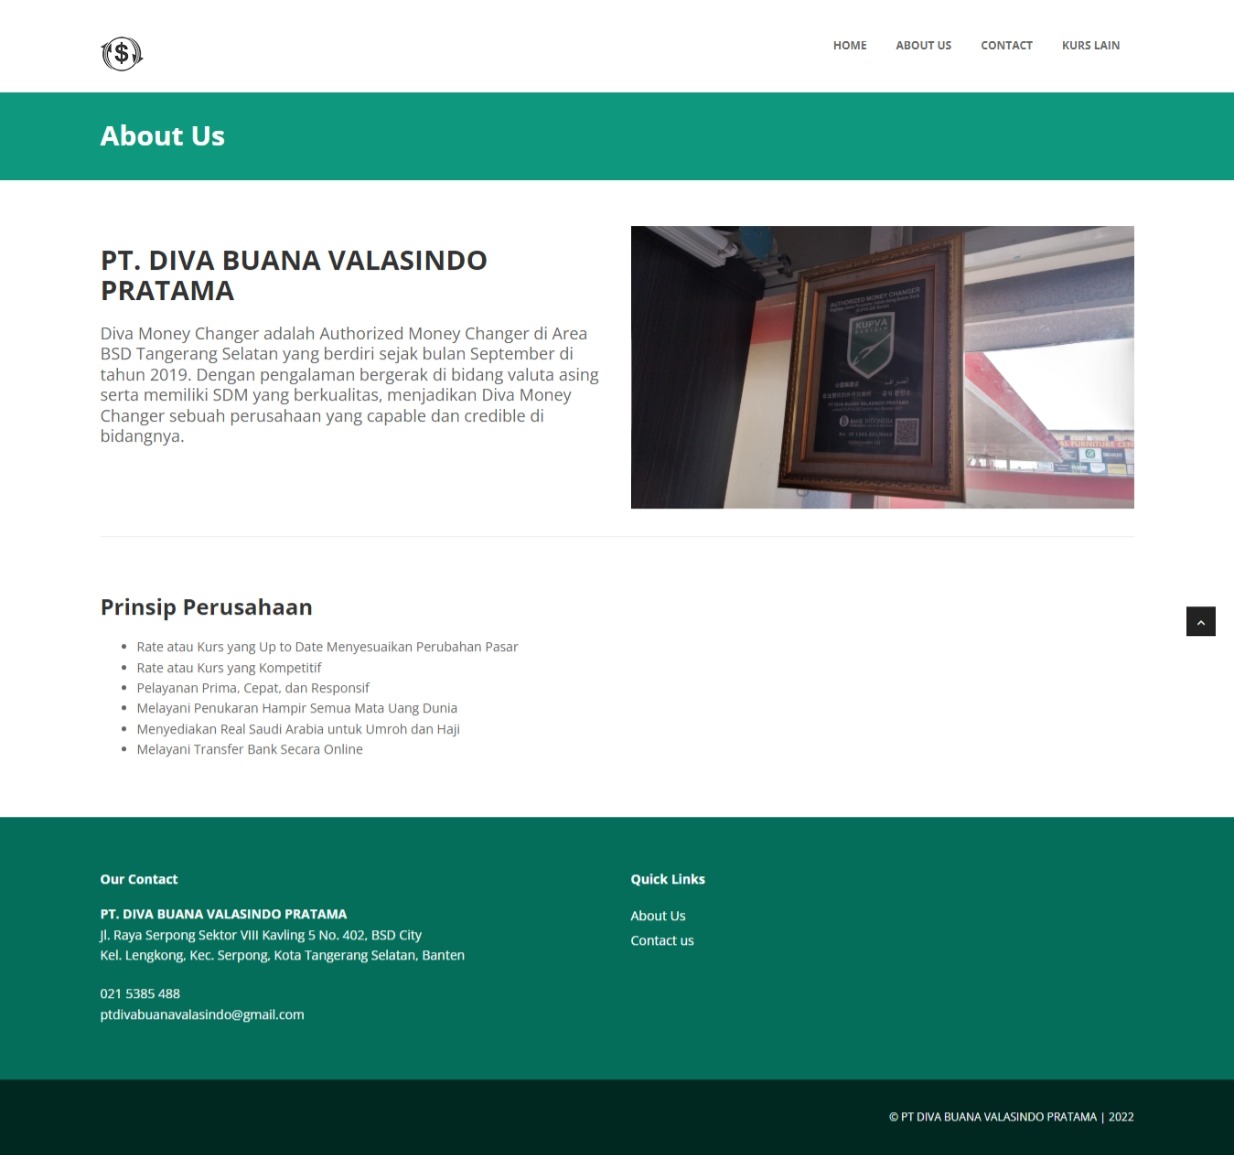 $
HOME
ABOUT US
CONTACT
KURS LAIN
About Us
PT. DIVA BUANA VALASINDO
PRATAMA
Diva Money Changer adalah Authorized Money Changer di Area
BSD Tangerang Selatan yang berdiri sejak bulan September di
tahun 2019. Dengan pengalaman bergerak di bidang valuta asing
serta memiliki SDM yang berkualitas, menjadikan Diva Money
Changer sebuah perusahaan yang capable dan credible di
bidangnya.
AUTHORIZED MONEY CHANGER
KUPVA
PT DIVA BUANA VALASINDO PRATAMA
BANK INDONESIA
Prinsip Perusahaan
Rate atau Kurs yang Up to Date Menyesuaikan Perubahan Pasar
Rate atau Kurs yang Kompetitif
Pelayanan Prima, Cepat, dan Responsif
Melayani Penukaran Hampir Semua Mata Uang Dunia
Menyediakan Real Saudi Arabia untuk Umroh dan Haji
Melayani Transfer Bank Secara Online
Our Contact
PT. DIVA BUANA VALASINDO PRATAMA
Jl. Raya Serpong Sektor VIII Kavling 5 No. 402, BSD City
Kel. Lengkong, Kec. Serpong, Kota Tangerang Selatan, Banten
021 5385 488
ptdivabuanavalasindo@gmail.com
Quick Links
About Us
Contact us
© PT DIVA BUANA VALASINDO PRATAMA | 2022